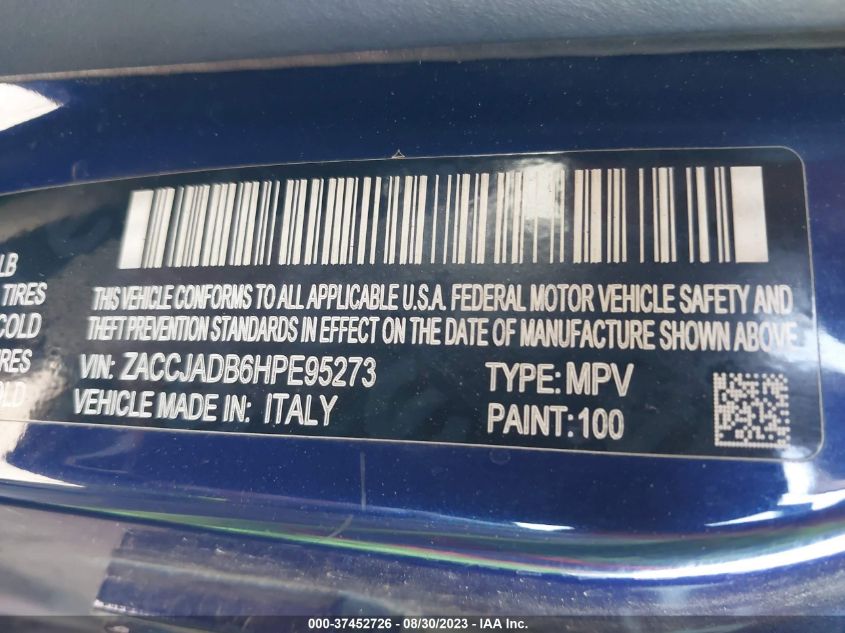 LB
TIRES
COLD
RES
OLD
THIS VEHICLE CONFORMS TO ALL APPLICABLE U.S.A. FEDERAL MOTOR VEHICLE SAFETY AND
THEFT PREVENTION STANDARDS IN EFFECT ON THE DATE OF MANUFACTURE SHOWN ABOVE
VIN: ZACCJADB6HPE95273
TYPE: MPV
VEHICLE MADE IN: ITALY
PAINT: 100
000-37452726 - 08/30/2023 - IAA Inc.